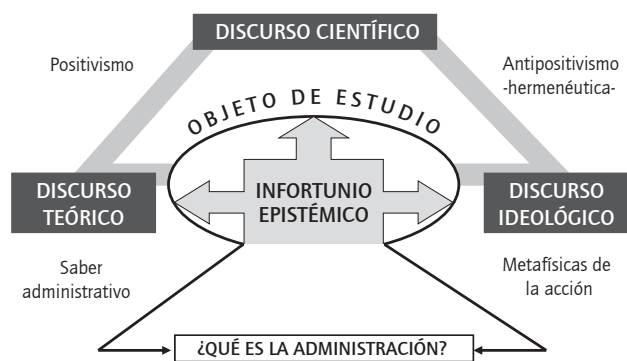 DISCURSO CIENTÍFICO
Positivismo
Antipositivismo
-hermenéutica-
OBJETO DE ESTUDIO
DISCURSO
TEÓRICO
INFORTUNIO
EPISTÉMICO
DISCURSO
IDEOLÓGICO
Saber
administrativo
Metafísicas de
la acción
¿QUÉ ES LA ADMINISTRACIÓN?